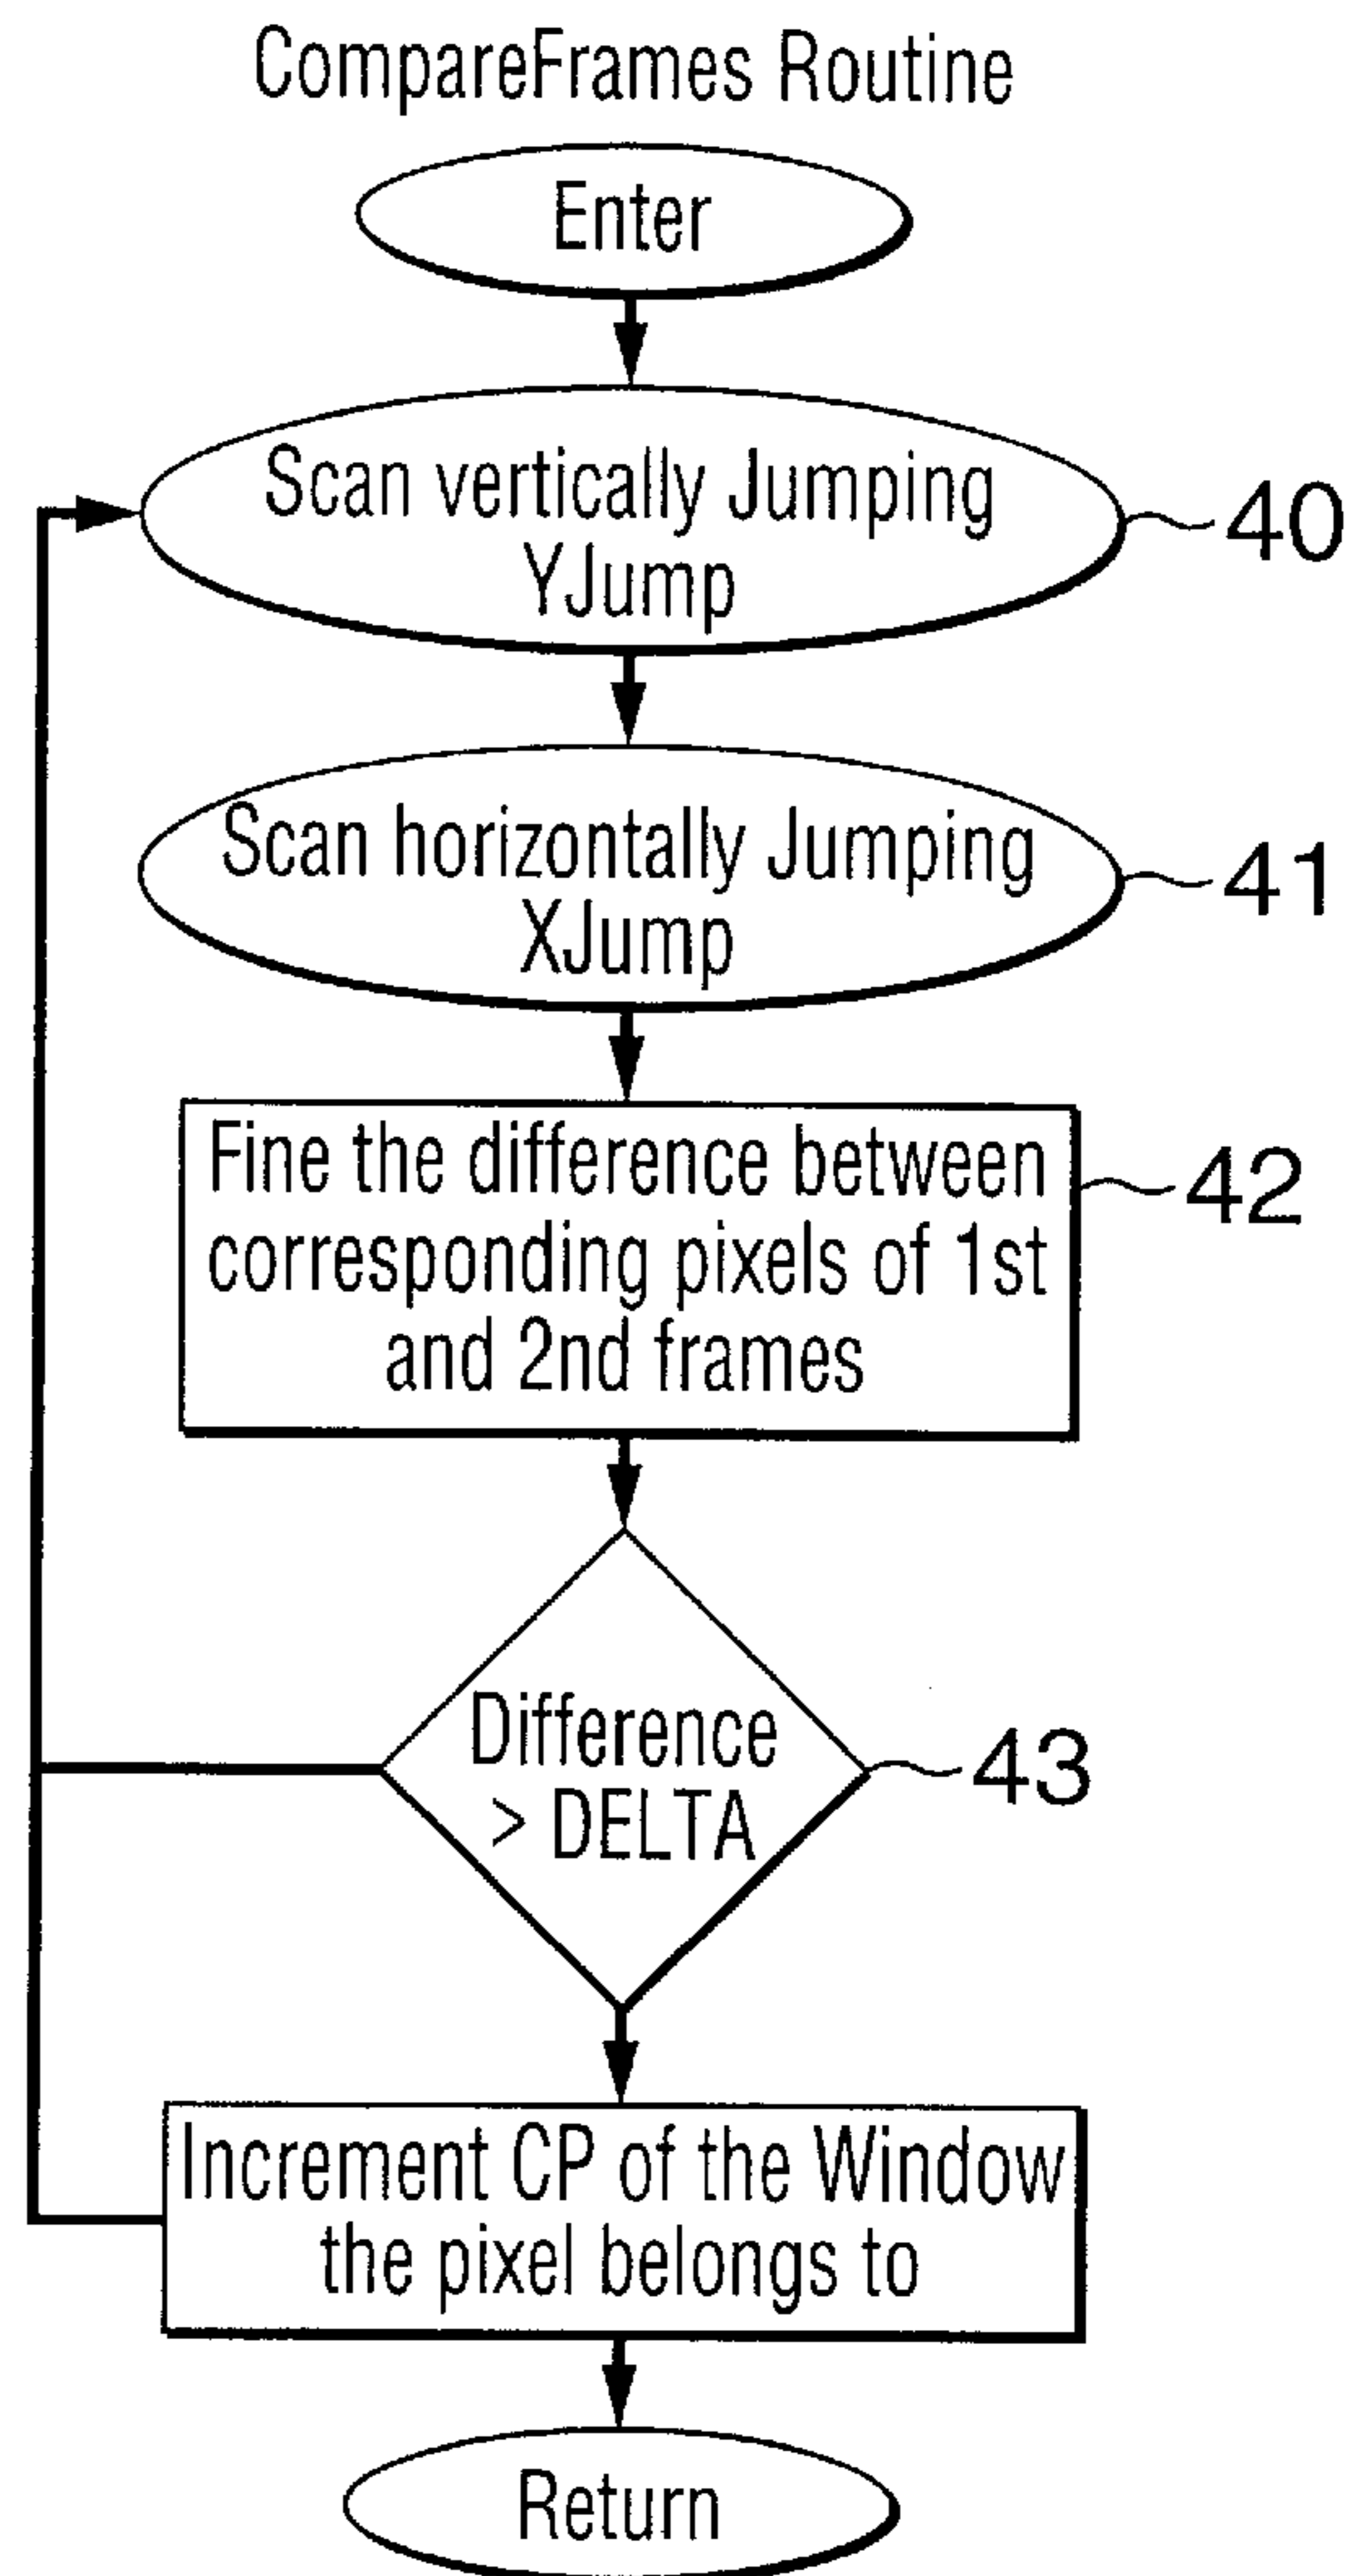 CompareFrames Routine
Enter
Scan vertically Jumping
YJump
40
Scan horizontally Jumping
XJump
41
Fine the difference between
corresponding pixels of 1st
and 2nd frames
42
Difference
> DELTA
43
Increment CP of the Window
the pixel belongs to
Return